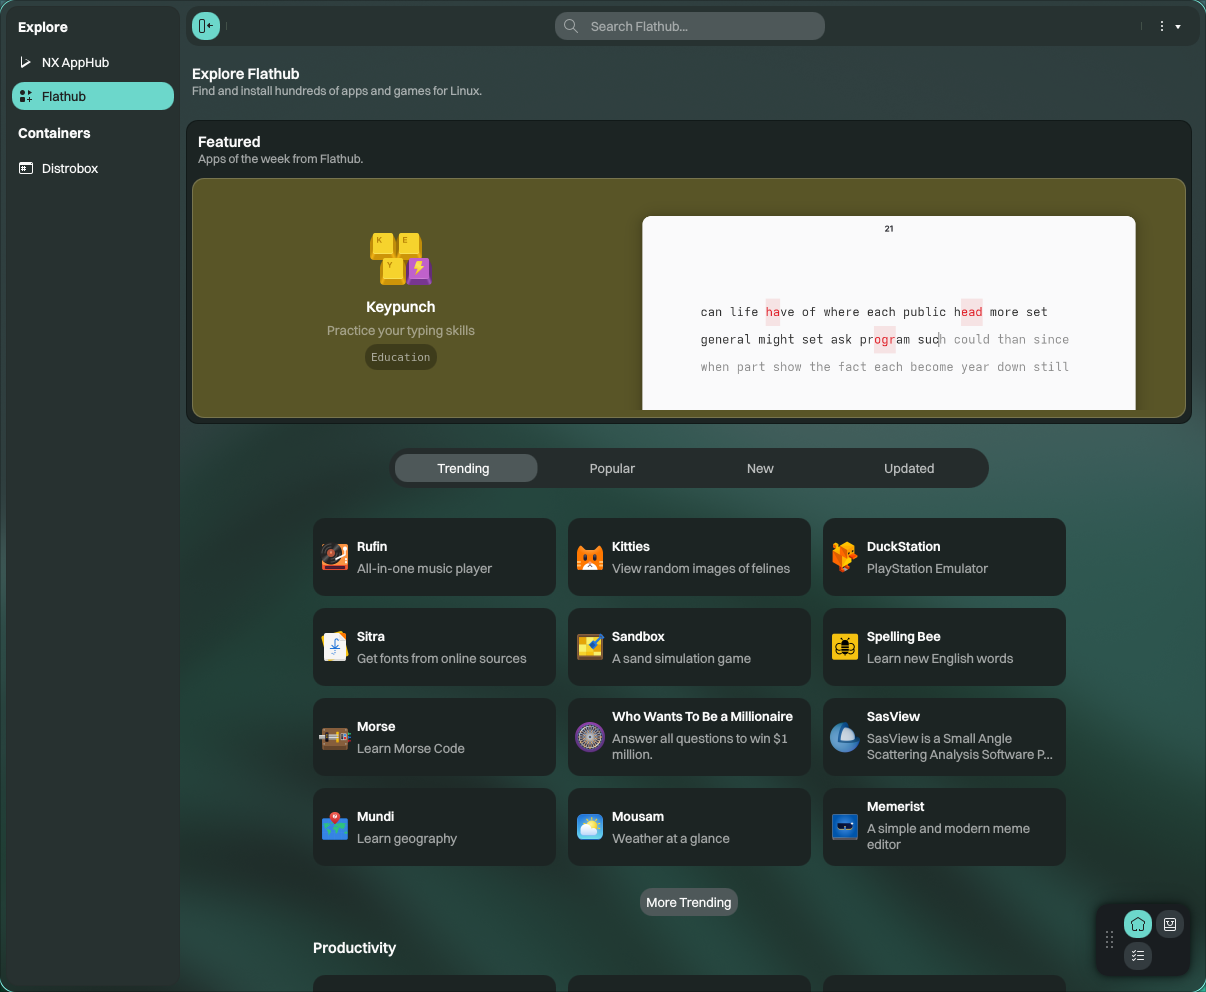 Explore
NX AppHub
Flathub
Containers
Distrobox
Search Flathub...
Explore Flathub
Find and install hundreds of apps and games for Linux.
Featured
Apps of the week from Flathub.
K E
Y
Keypunch
Practice your typing skills
Education
21
can life have of where each public head more set
general might set ask program such could than since
when part show the fact each become year down still
Trending
Popular
New
Updated
Rufin
All-in-one music player
Kitties
View random images of felines
DuckStation
PlayStation Emulator
Sitra
Get fonts from online sources
Sandbox
A sand simulation game
Spelling Bee
Learn new English words
Morse
Learn Morse Code
Who Wants To Be a Millionaire
Answer all questions to win $1
million.
SasView
SasView is a Small Angle
Scattering Analysis Software P...
Mundi
Learn geography
Mousam
Weather at a glance
Memerist
A simple and modern meme
editor
More Trending
Productivity